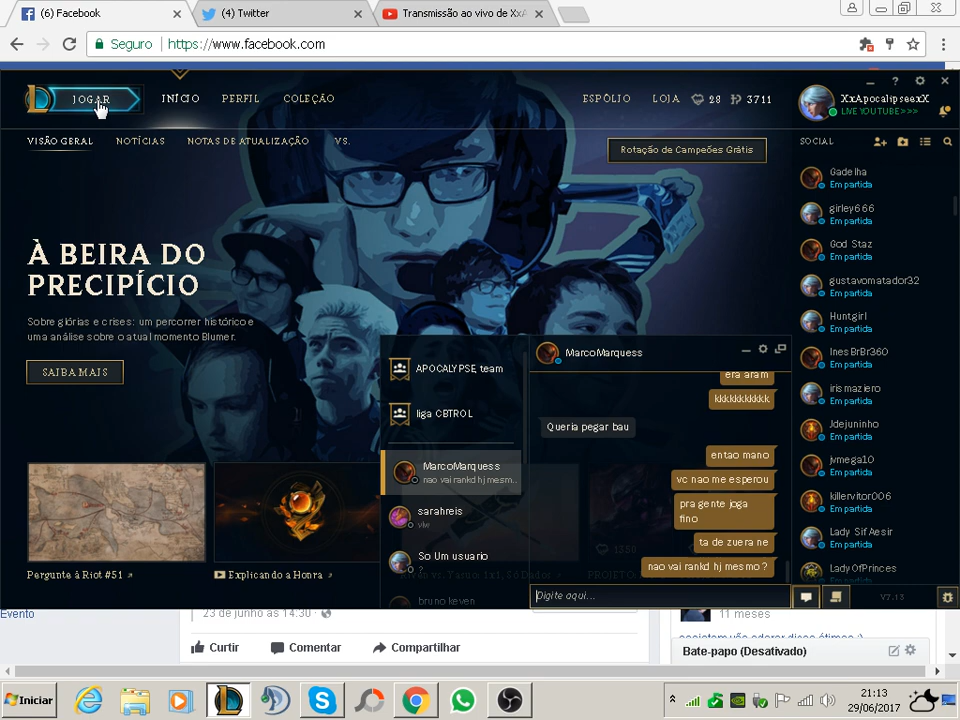 (6) Facebook
(4) Twitter
Transmissão ao vivo de XxA
Seguro
https://www.facebook.com
JOGAR
INÍCIO
PERFIL
COLEÇÃO
ESPÓLIO
LOJA
28
3711
XxApocalipseexX
LIVE YOUTUBE>>>
VISÃO GERAL
NOTÍCIAS
NOTAS DE ATUALIZAÇÃO
VS.
Rotação de Campeões Grátis
SOCIAL
Gadelha
Em partida
girley666
Em partida
God Staz
Em partida
gustavomatador32
Em partida
Huntgirl
Em partida
InesBrBr360
Em partida
irismaziero
Em partida
Jdejuninho
Em partida
jvmega10
Em partida
killervitor006
Em partida
Lady Sif Aesir
Em partida
LadyOfPrinces
Em partida
À BEIRA DO
PRECIPÍCIO
Sobre glórias e crises: um percorrer histórico e
uma análise sobre o atual momento Blumer.
SAIBA MAIS
Pergunte à Riot #51
Explicando a Honra
APOCALYPSE team
liga CBTROL
MarcoMarquess
nao vai rankd hj mesm...
sarahreis
vlw
So Um usuario
?
bruno keven
MarcoMarquess
era aram
kkkkkkkkkkk
Queria pegar bau
entao mano
vc nao me esperou
pra gente joga
fino
ta de zuera ne
nao vai rankd hj mesmo ?
Digite aqui...
V7.13
Evento
23 de junho às 14:30
Curtir
Comentar
Compartilhar
11 meses
Bate-papo (Desativado)
Iniciar
21:13
29/06/2017